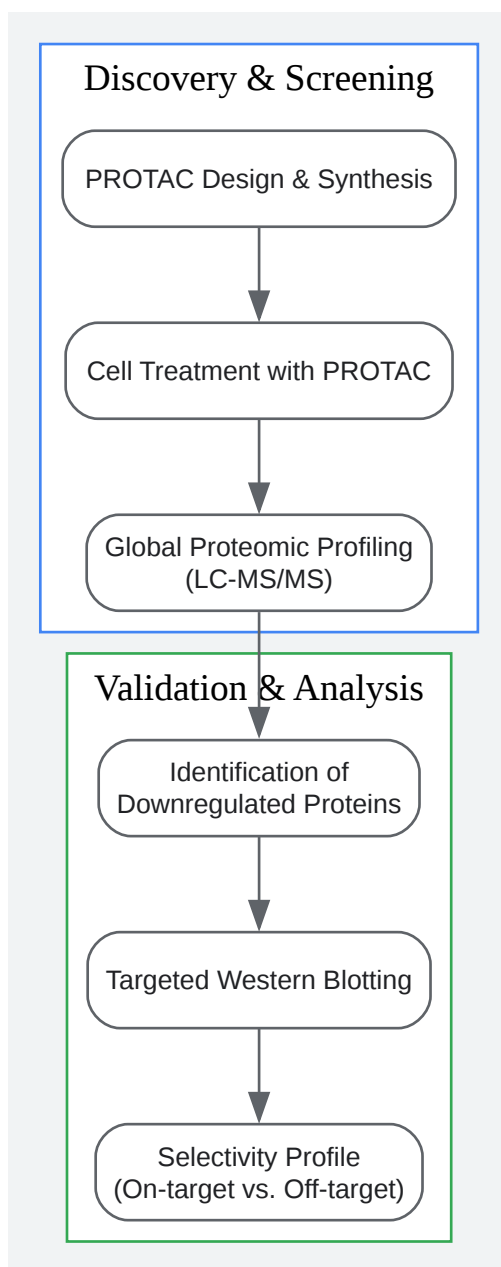 Discovery & Screening
PROTAC Design & Synthesis
Cell Treatment with PROTAC
Global Proteomic Profiling
(LC-MS/MS)
Validation & Analysis
Identification of
Downregulated Proteins
Targeted Western Blotting
Selectivity Profile
(On-target vs. Off-target)